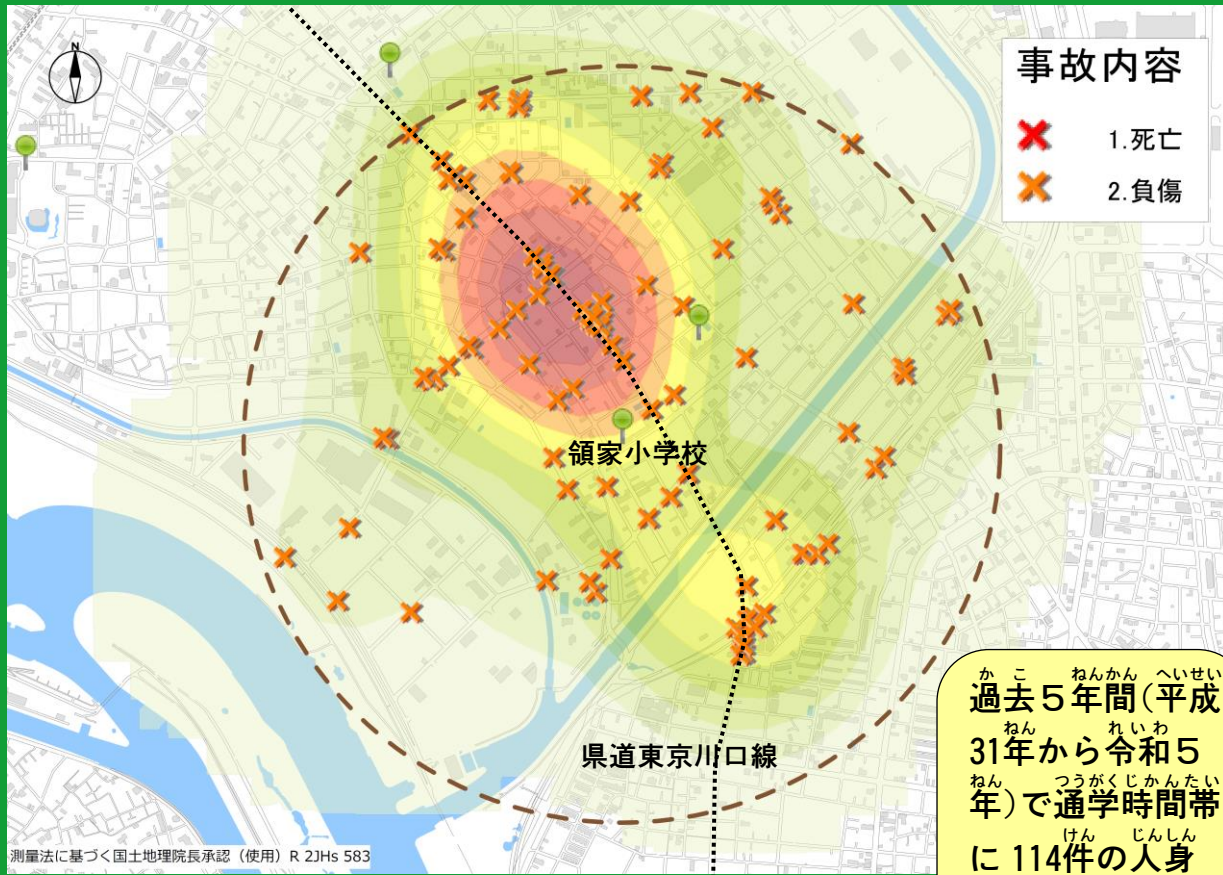 N
事故内容
1.死亡
2.負傷
領家小学校
県道東京川口線
過去5年間(平成
31年から令和5
年)で通学時間帯
に114件の人身
かこ ねんかん へいせい
ねん れいわ
ねん つうがくじかんたい
けん じんしん
測量法に基づく国土地理院長承認(使用)R 2JHs 583